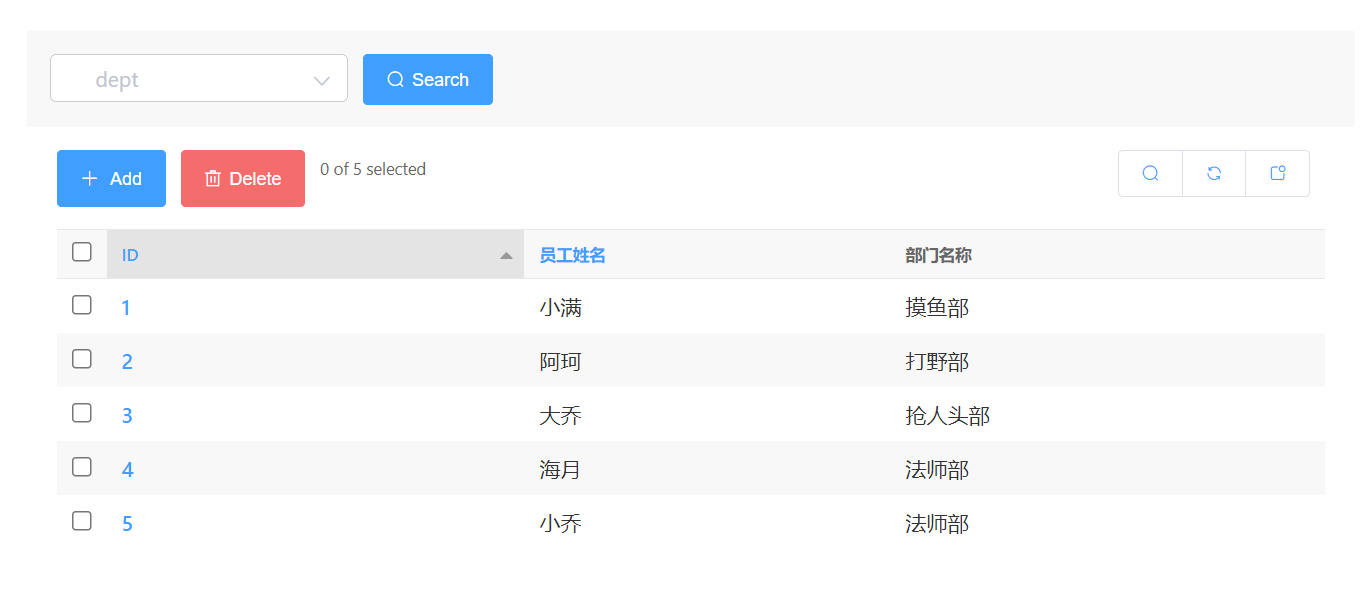 dept Search
Add Delete 0 of 5 selected
ID 员工姓名 部门名称
1 小满 摸鱼部
2 阿珂 打野部
3 大乔 抢人头部
4 海月 法师部
5 小乔 法师部